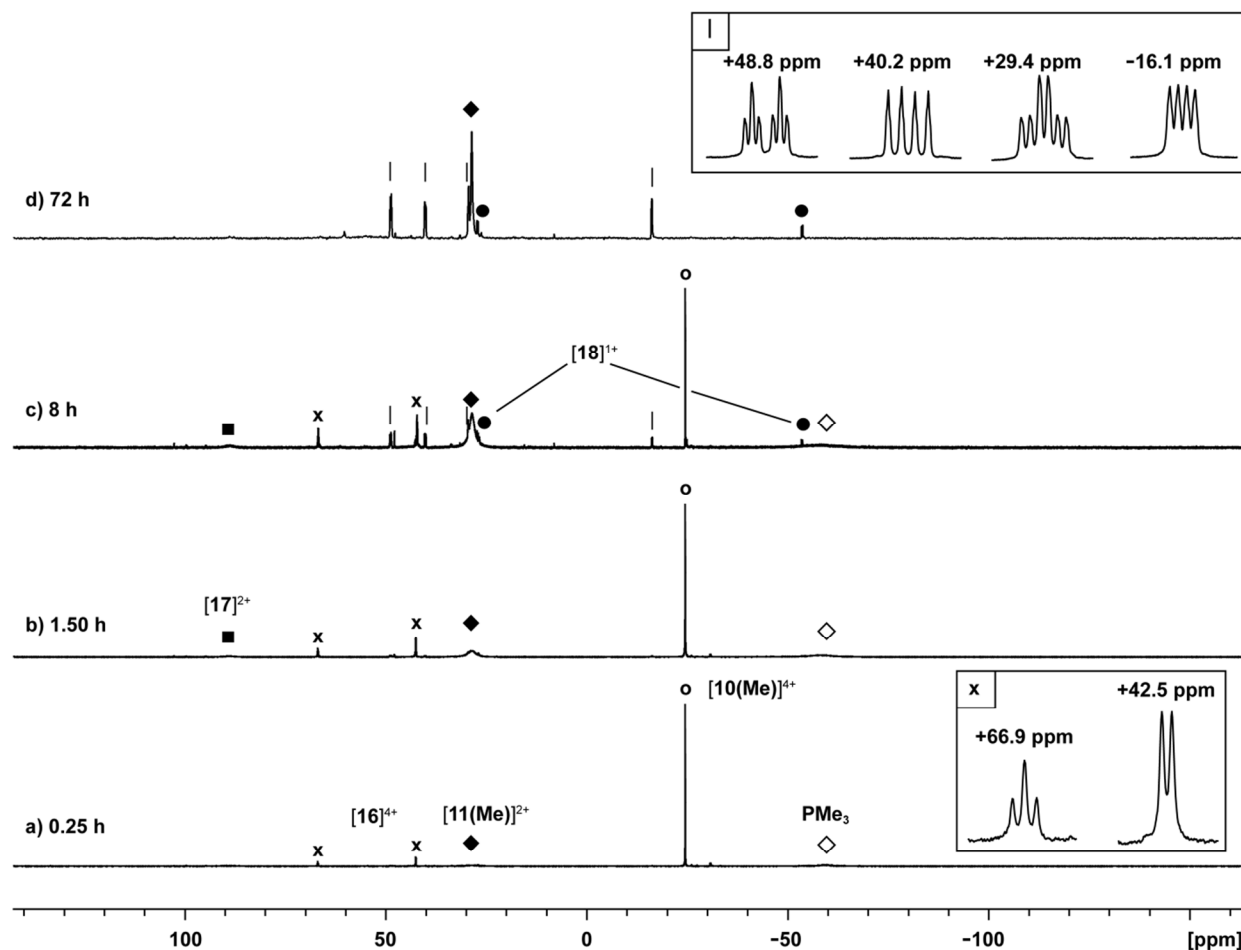 |
+48.8 ppm +40.2 ppm +29.4 ppm −16.1 ppm
d) 72 h
o
[18]1+
c) 8 h
x x
o
[17]2+
b) 1.50 h
x x
o [10(Me)]4+
x
+42.5 ppm
+66.9 ppm
[16]4+ [11(Me)]2+ PMe3
a) 0.25 h
x x
100 50 0 −50 −100 [ppm]